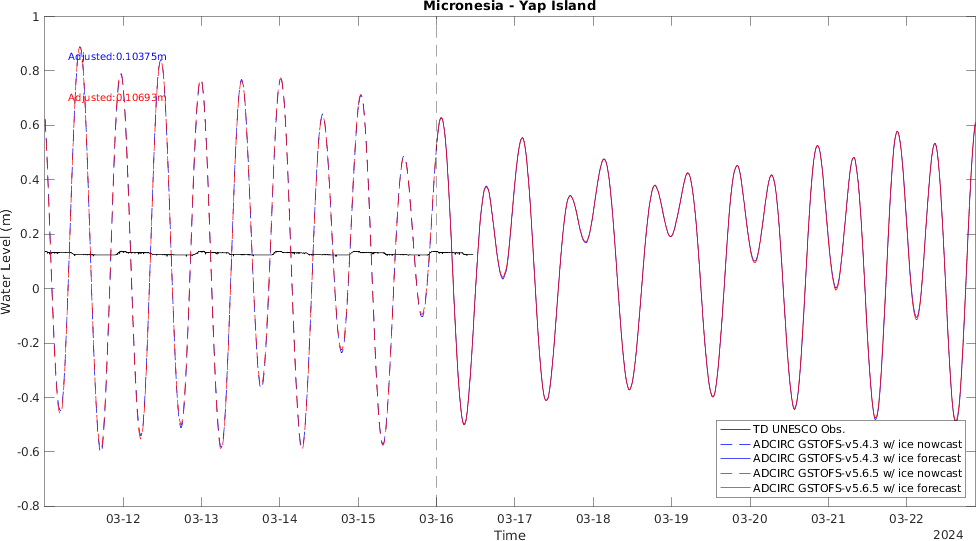 Micronesia - Yap Island
1
0.8
0.6
0.4
0.2
0
-0.2
-0.4
-0.6
-0.8
Water Level (m)
Adjusted:0.10375m
Adjusted:0.10693m
TD UNESCO Obs.
ADCIRC GSTOFS-v5.4.3 w/ ice nowcast
ADCIRC GSTOFS-v5.4.3 w/ ice forecast
ADCIRC GSTOFS-v5.6.5 w/ ice nowcast
ADCIRC GSTOFS-v5.6.5 w/ ice forecast
03-12 03-13 03-14 03-15 03-16 03-17 03-18 03-19 03-20 03-21 03-22
Time
2024